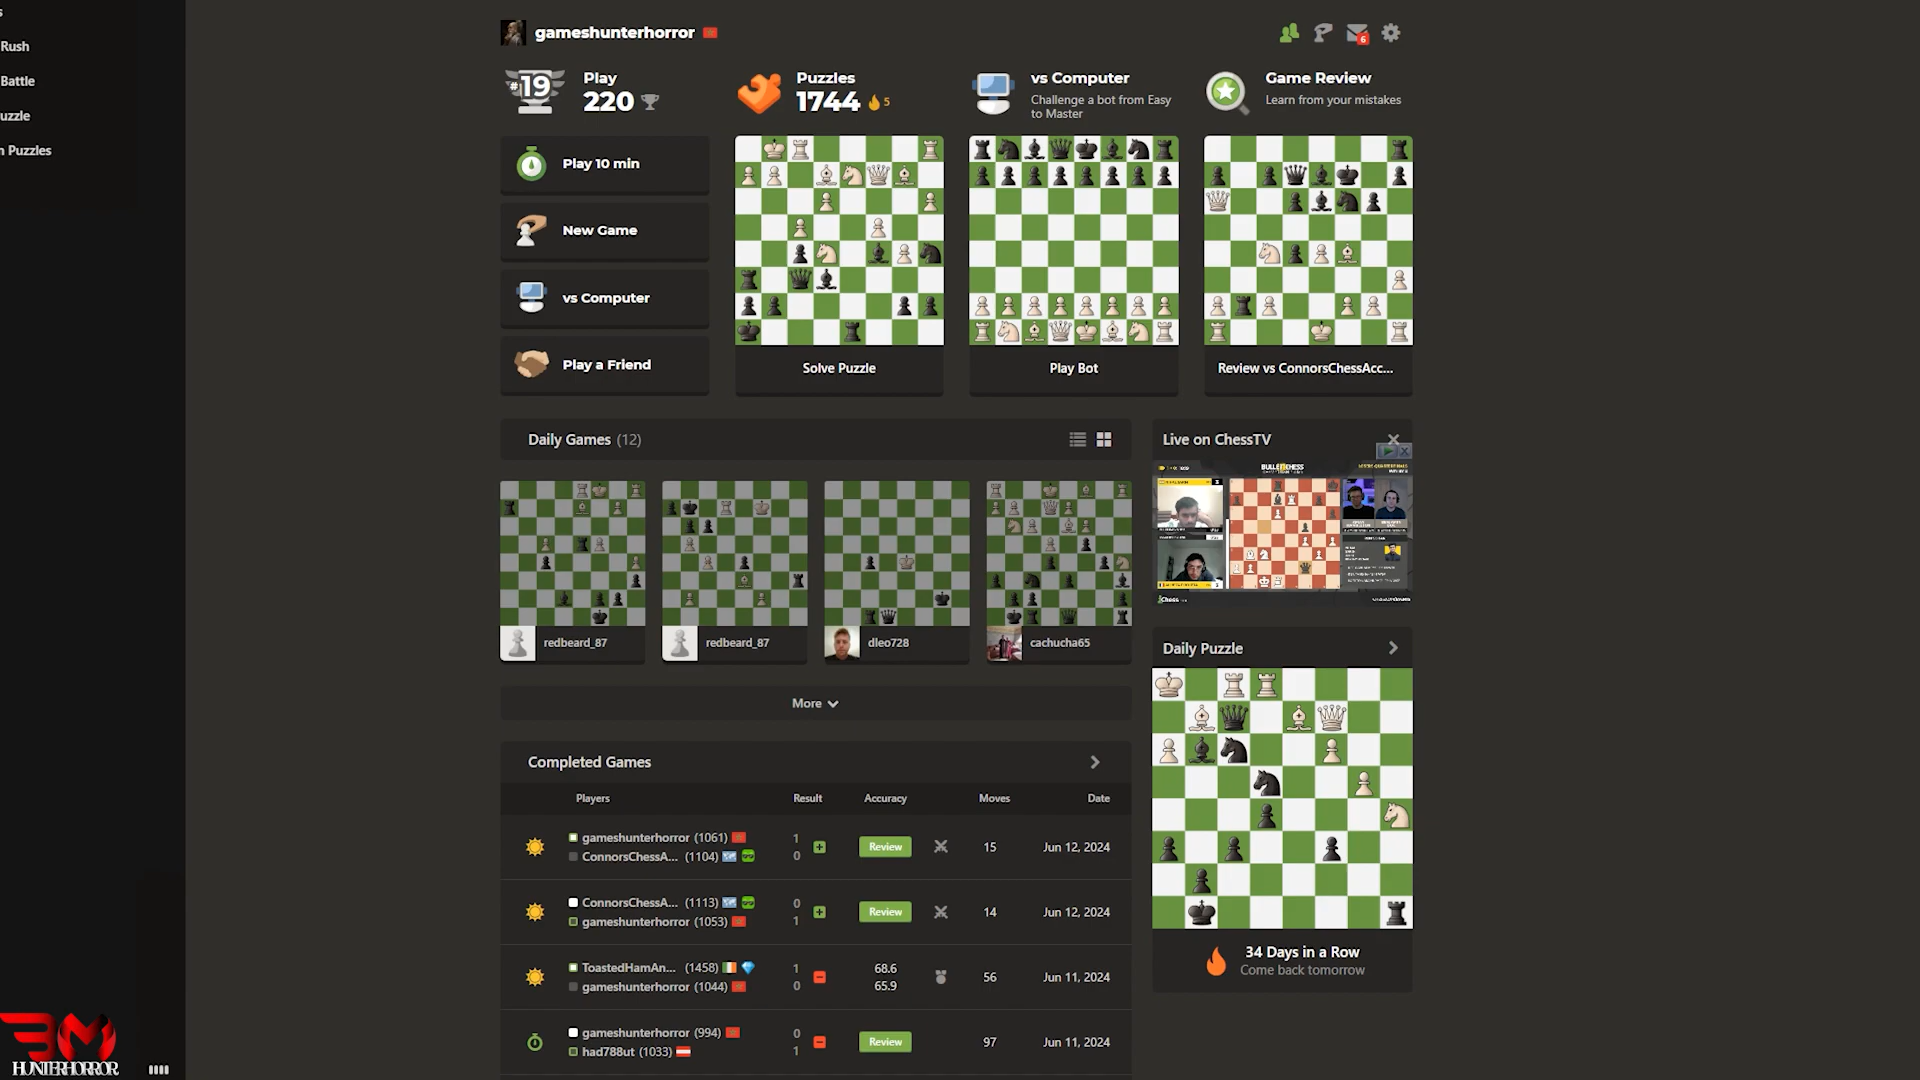 s
Rush
Battle
uzzle
n Puzzles
gameshunterhorror
6
#19
Play
220
Puzzles
1744 5
vs Computer
Challenge a bot from Easy
to Master
Game Review
Learn from your mistakes
Play 10 min
New Game
vs Computer
Play a Friend
Solve Puzzle
Play Bot
Review vs ConnorsChessAcc...
Daily Games (12)
Live on ChessTV
BULLET CHESS
redbeard_87
redbeard_87
dleo728
cachucha65
More
Daily Puzzle
34 Days in a Row
Come back tomorrow
Completed Games
Players Result Accuracy Moves Date
gameshunterhorror (1061) 1
ConnorsChessA... (1104) 0
Review 15 Jun 12, 2024
ConnorsChessA... (1113) 0
gameshunterhorror (1053) 1
Review 14 Jun 12, 2024
ToastedHamAn... (1458) 1 68.6
gameshunterhorror (1044) 0 65.9
56 Jun 11, 2024
gameshunterhorror (994) 0
had788ut (1033) 1
Review 97 Jun 11, 2024
HUNTERHORROR